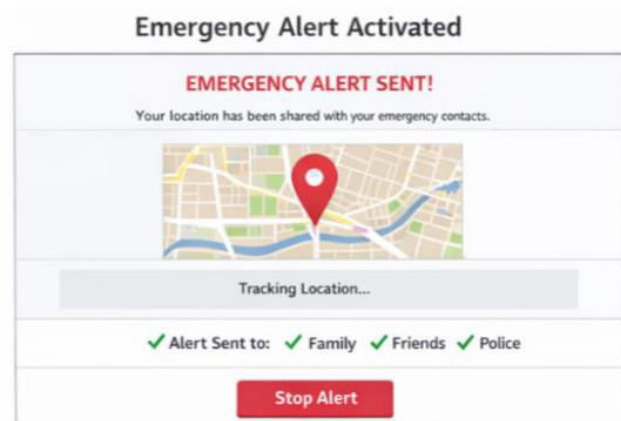 Emergency Alert Activated
EMERGENCY ALERT SENT!
Your location has been shared with your emergency contacts.
Tracking Location...
✓ Alert Sent to: ✓ Family ✓ Friends ✓ Police
Stop Alert